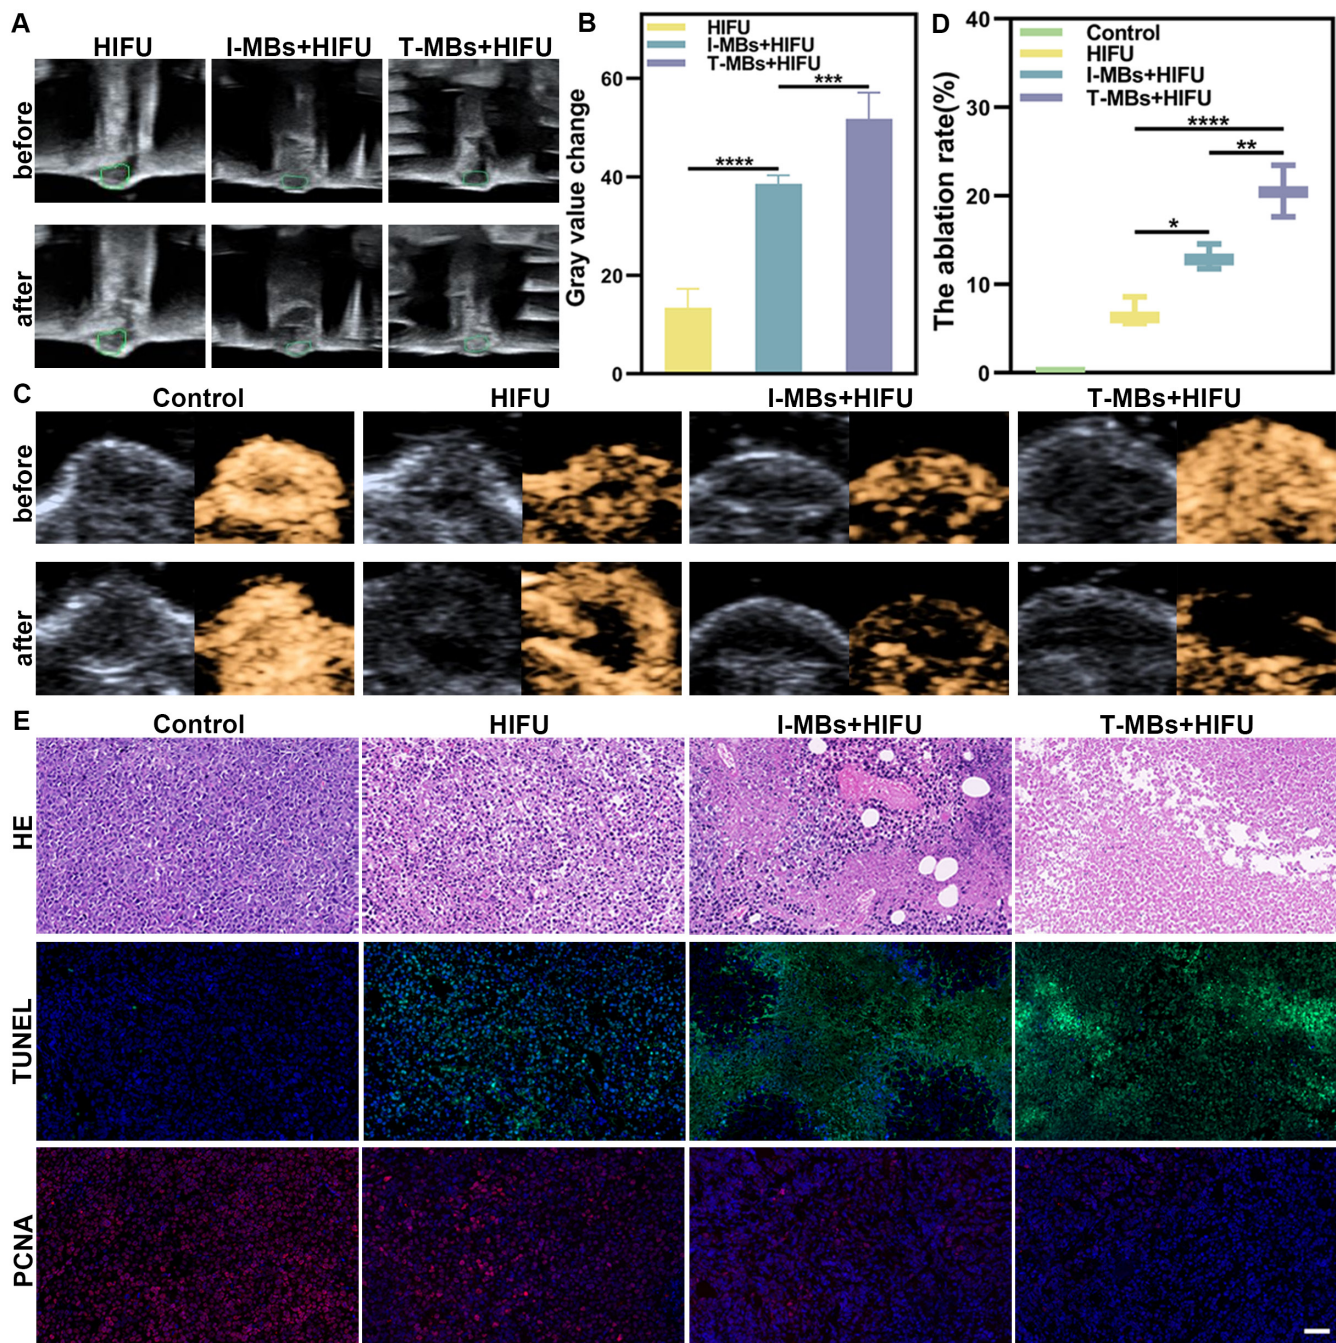 A
HIFU I-MBs+HIFU T-MBs+HIFU
before
after
B
HIFU
I-MBs+HIFU
T-MBs+HIFU
Gray value change
60
40
20
0
****
***
D
Control
HIFU
I-MBs+HIFU
T-MBs+HIFU
The ablation rate(%)
40
30
20
10
0
****
**
*
C
Control HIFU I-MBs+HIFU T-MBs+HIFU
before
after
E
Control HIFU I-MBs+HIFU T-MBs+HIFU
HE
TUNEL
PCNA